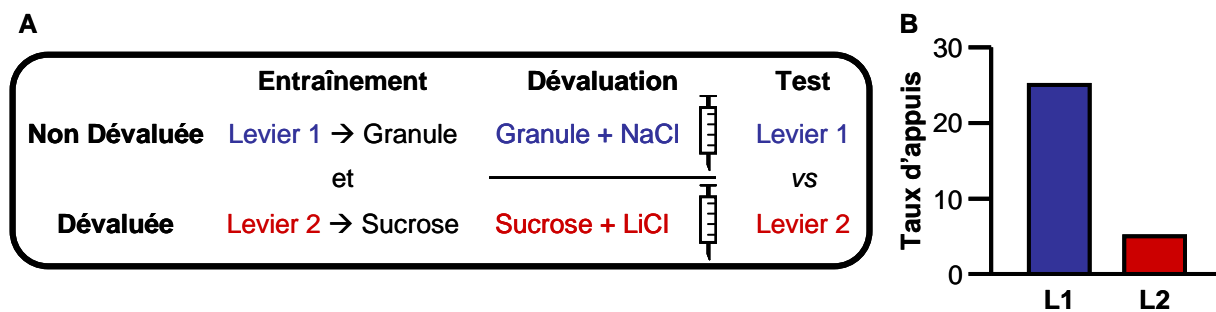 A
Entraînement Dévaluation Test
Non Dévaluée Levier 1 → Granule Granule + NaCl Levier 1
et vs
Dévaluée Levier 2 → Sucrose Sucrose + LiCl Levier 2
B
Taux d'appuis
30
20
10
0
L1 L2